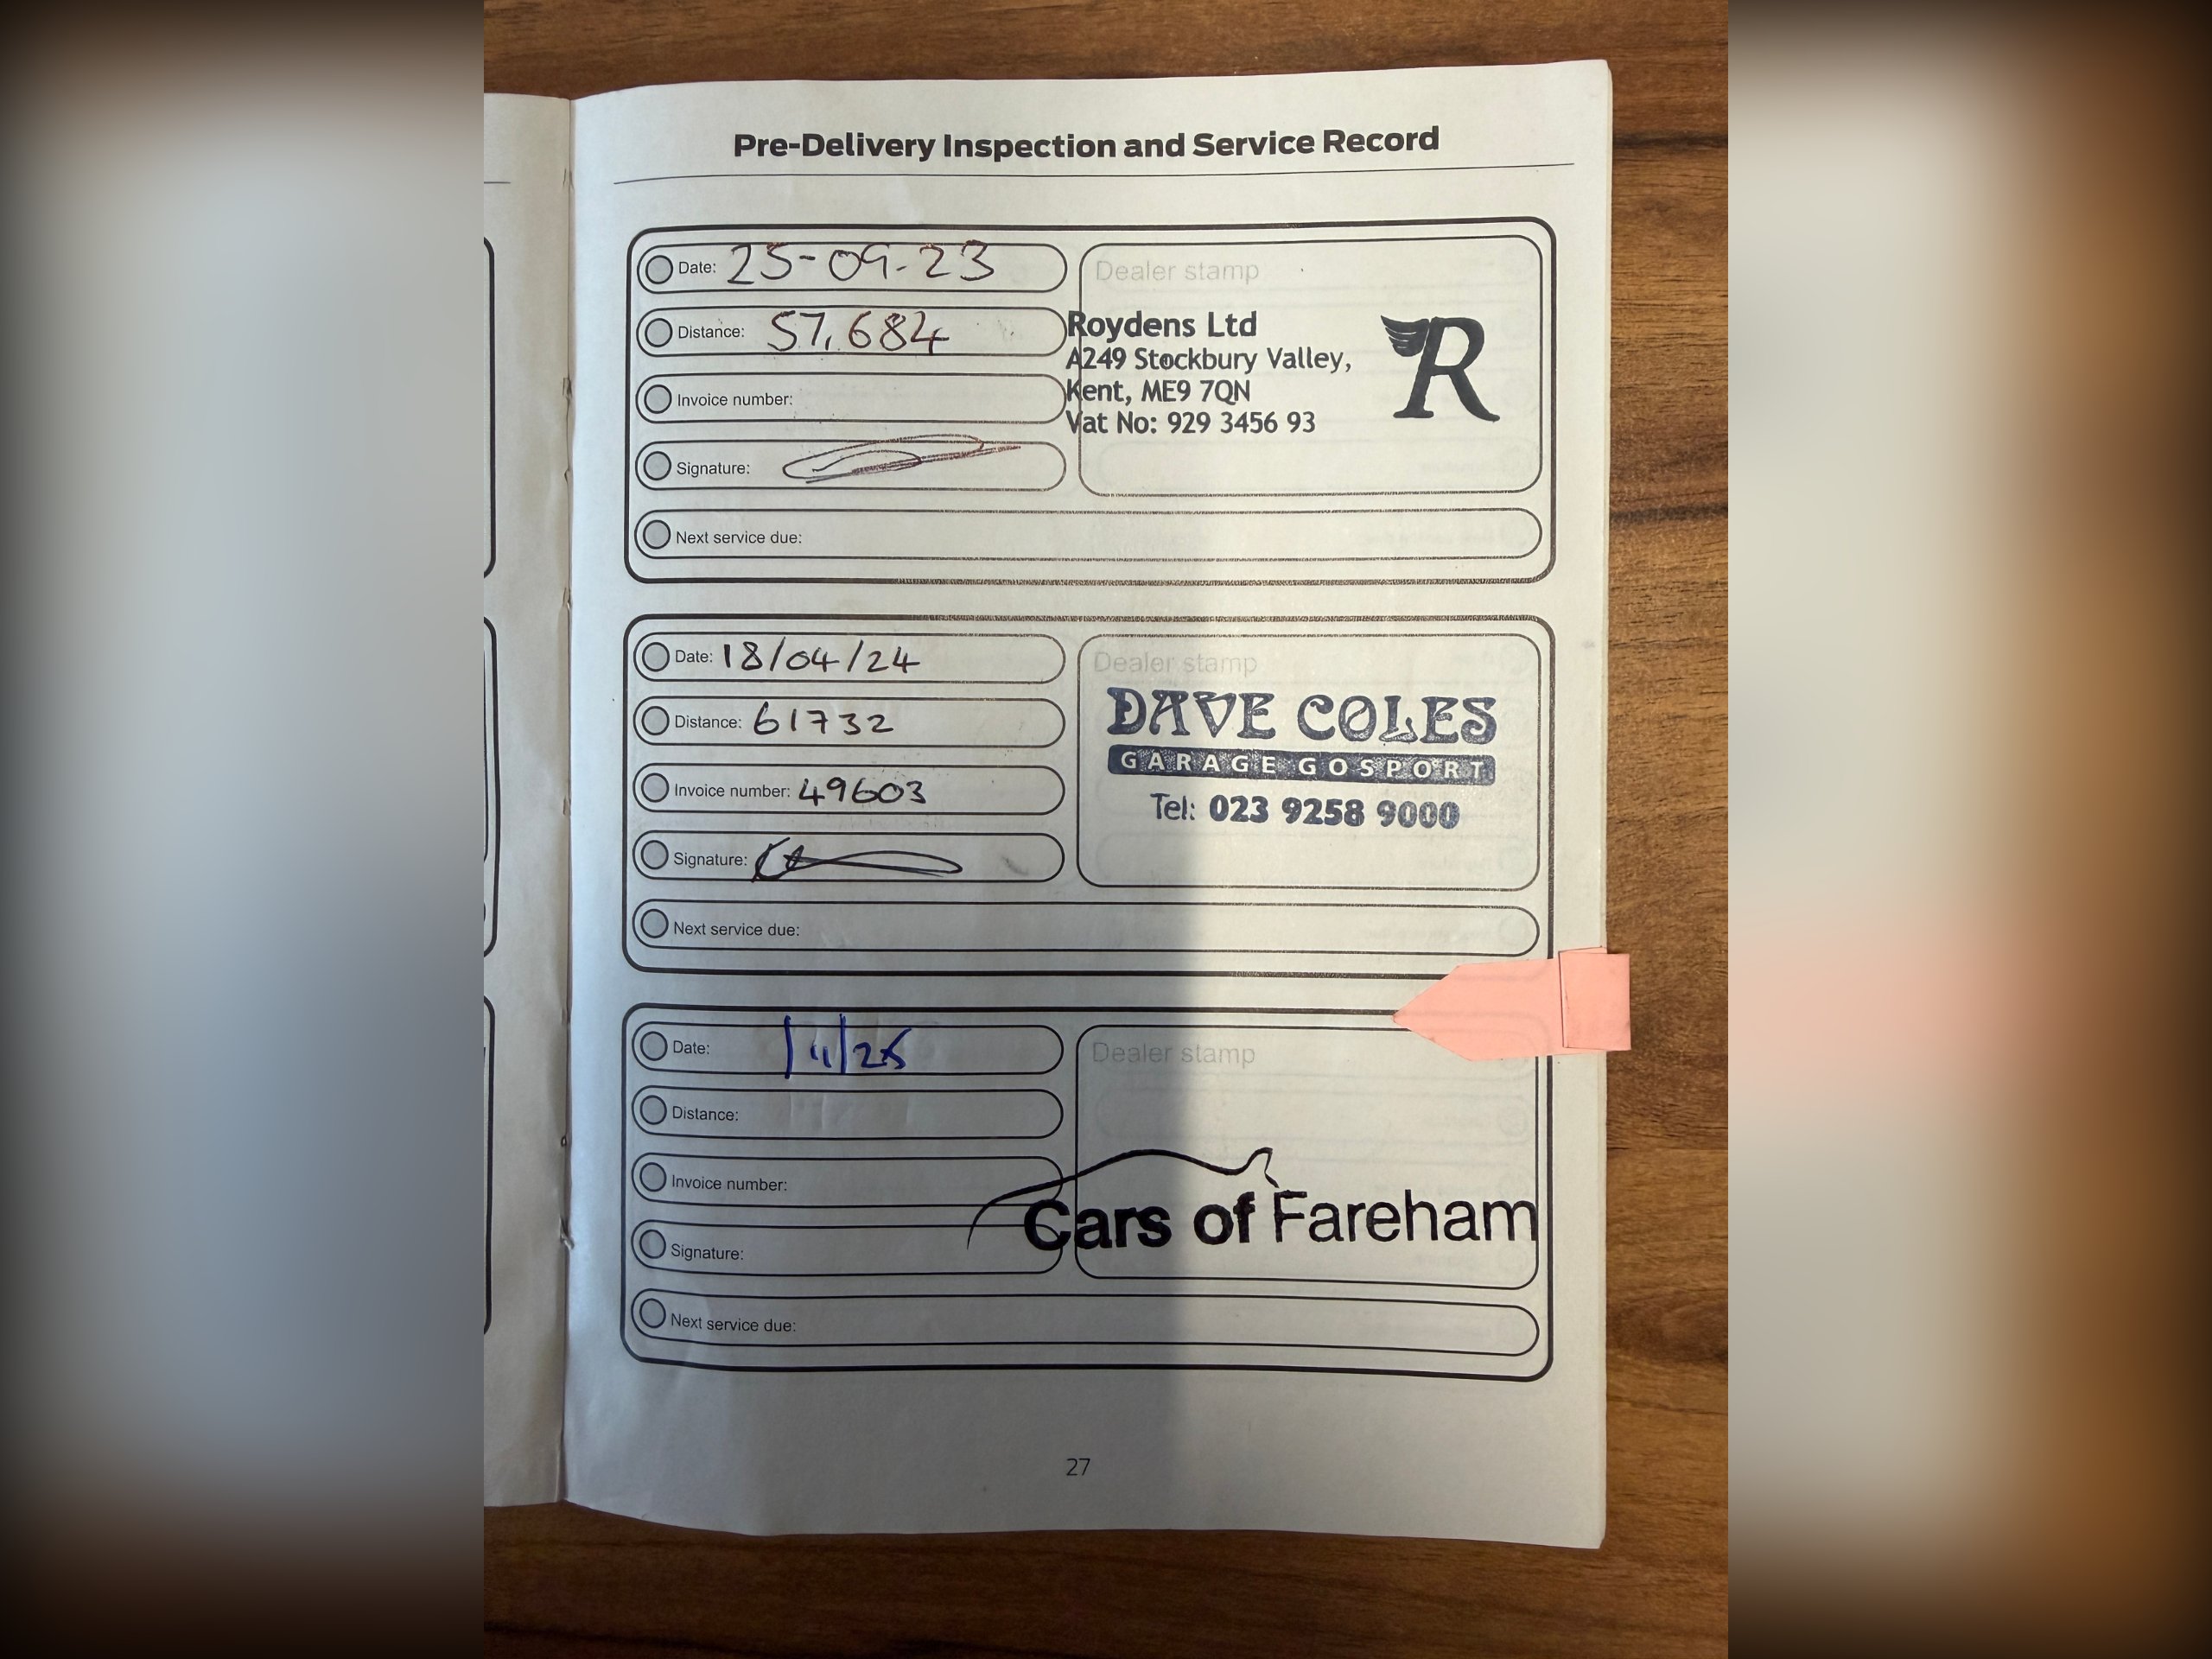 Pre-Delivery Inspection and Service Record
Date: 25-09-23
Distance: 57,684
Invoice number:
Signature:
Next service due:
Dealer stamp
Roydens Ltd
A249 Stockbury Valley,
Kent, ME9 7QN
Vat No: 929 3456 93
R
Date: 18/04/24
Distance: 61732
Invoice number: 49603
Signature:
Next service due:
Dealer stamp
DAVE COLES
GARAGE GOSPORT
Tel: 023 9258 9000
Date: 1/11/25
Distance:
Invoice number:
Signature:
Next service due:
Dealer stamp
Cars of Fareham
27